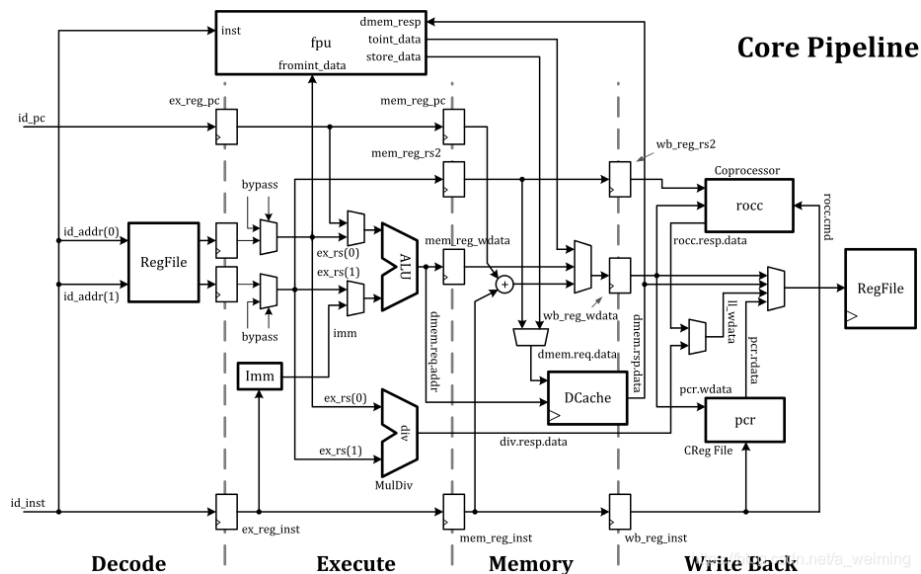 Core Pipeline
inst
fpu
dmem_resp
toint_data
store_data
fromint_data
id_pc
ex_reg_pc
mem_reg_pc
mem_reg_rs2
wb_reg_rs2
Coprocessor
rocc
rocc.cmd
rocc.resp.data
bypass
id_addr(0)
id_addr(1)
RegFile
bypass
ex_rs(0)
ex_rs(1)
imm
Imm
ALU
mem_reg_wdata
dmem.req.addr
wb_reg_wdata
dmem.req.data
DCache
dmem.rsp.data
ll_wdata
pcr.rdata
RegFile
pcr.wdata
pcr
CReg File
ex_rs(0)
ex_rs(1)
div
MulDiv
div.resp.data
id_inst
ex_reg_inst
mem_reg_inst
wb_reg_inst
Decode
Execute
Memory
Write Back